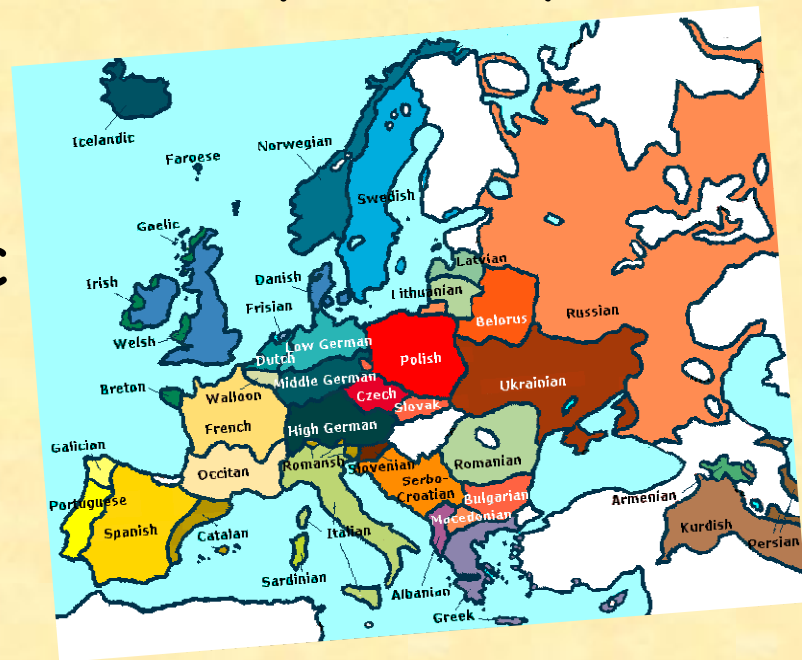 Icelandic
Faroese
Norwegian
Swedish
Gaelic
Irish
Danish
Latvian
Lithuanian
Frisian
Welsh
Low German
Belorus
Russian
Dutch
Polish
Middle German
Ukrainian
Breton
Walloon
Czech
Slovak
French
High German
Galician
Occitan
Romansh
Slovenian
Romanian
Serbo-
Croatian
Portuguese
Bulgarian
Armenian
Macedonian
Spanish
Catalan
Italian
Kurdish
Persian
Sardinian
Albanian
Greek